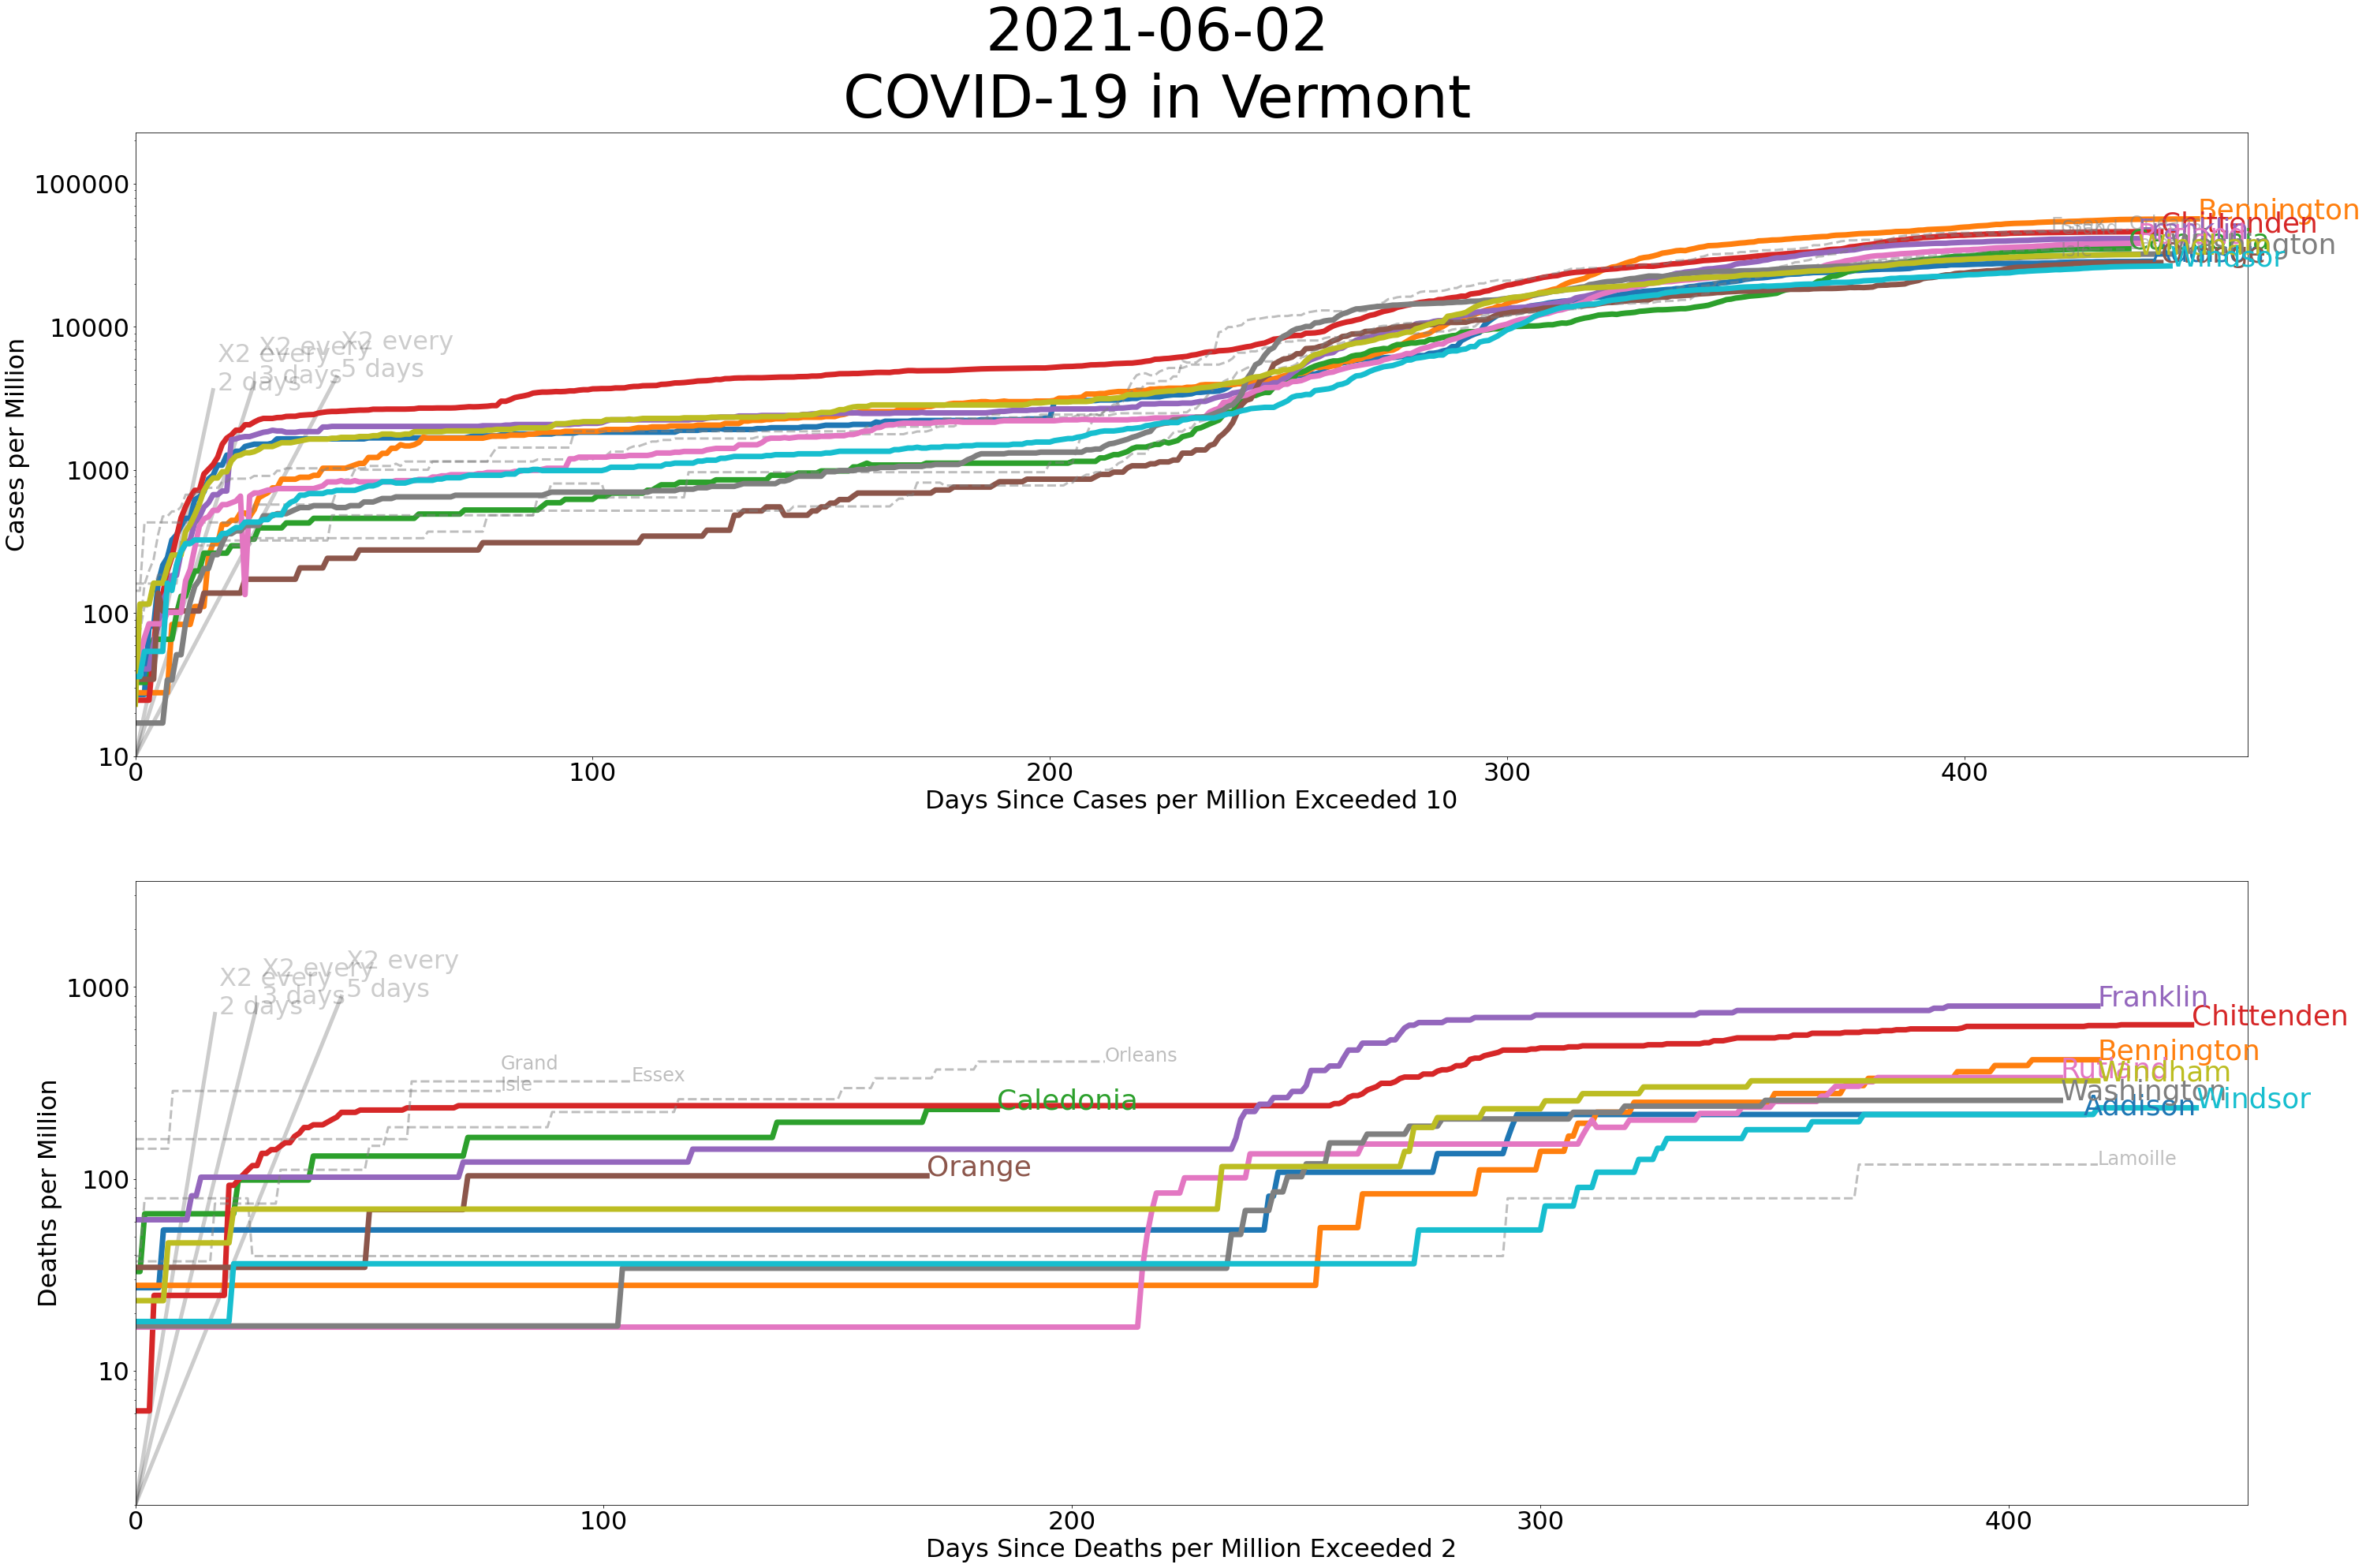 2021-06-02
COVID-19 in Vermont
Cases per Million
100000
10000
1000
100
10
X2 every
2 days
X2 every
3 days
X2 every
5 days
Bennington
Chittenden
Washington
Windham
Windsor
0
100
200
300
400
Days Since Cases per Million Exceeded 10
Deaths per Million
1000
100
10
X2 every
2 days
X2 every
3 days
X2 every
5 days
Grand
Isle
Essex
Orleans
Caledonia
Orange
Franklin
Chittenden
Bennington
Rutland
Windham
Washington
Addison
Windsor
Lamoille
0
100
200
300
400
Days Since Deaths per Million Exceeded 2